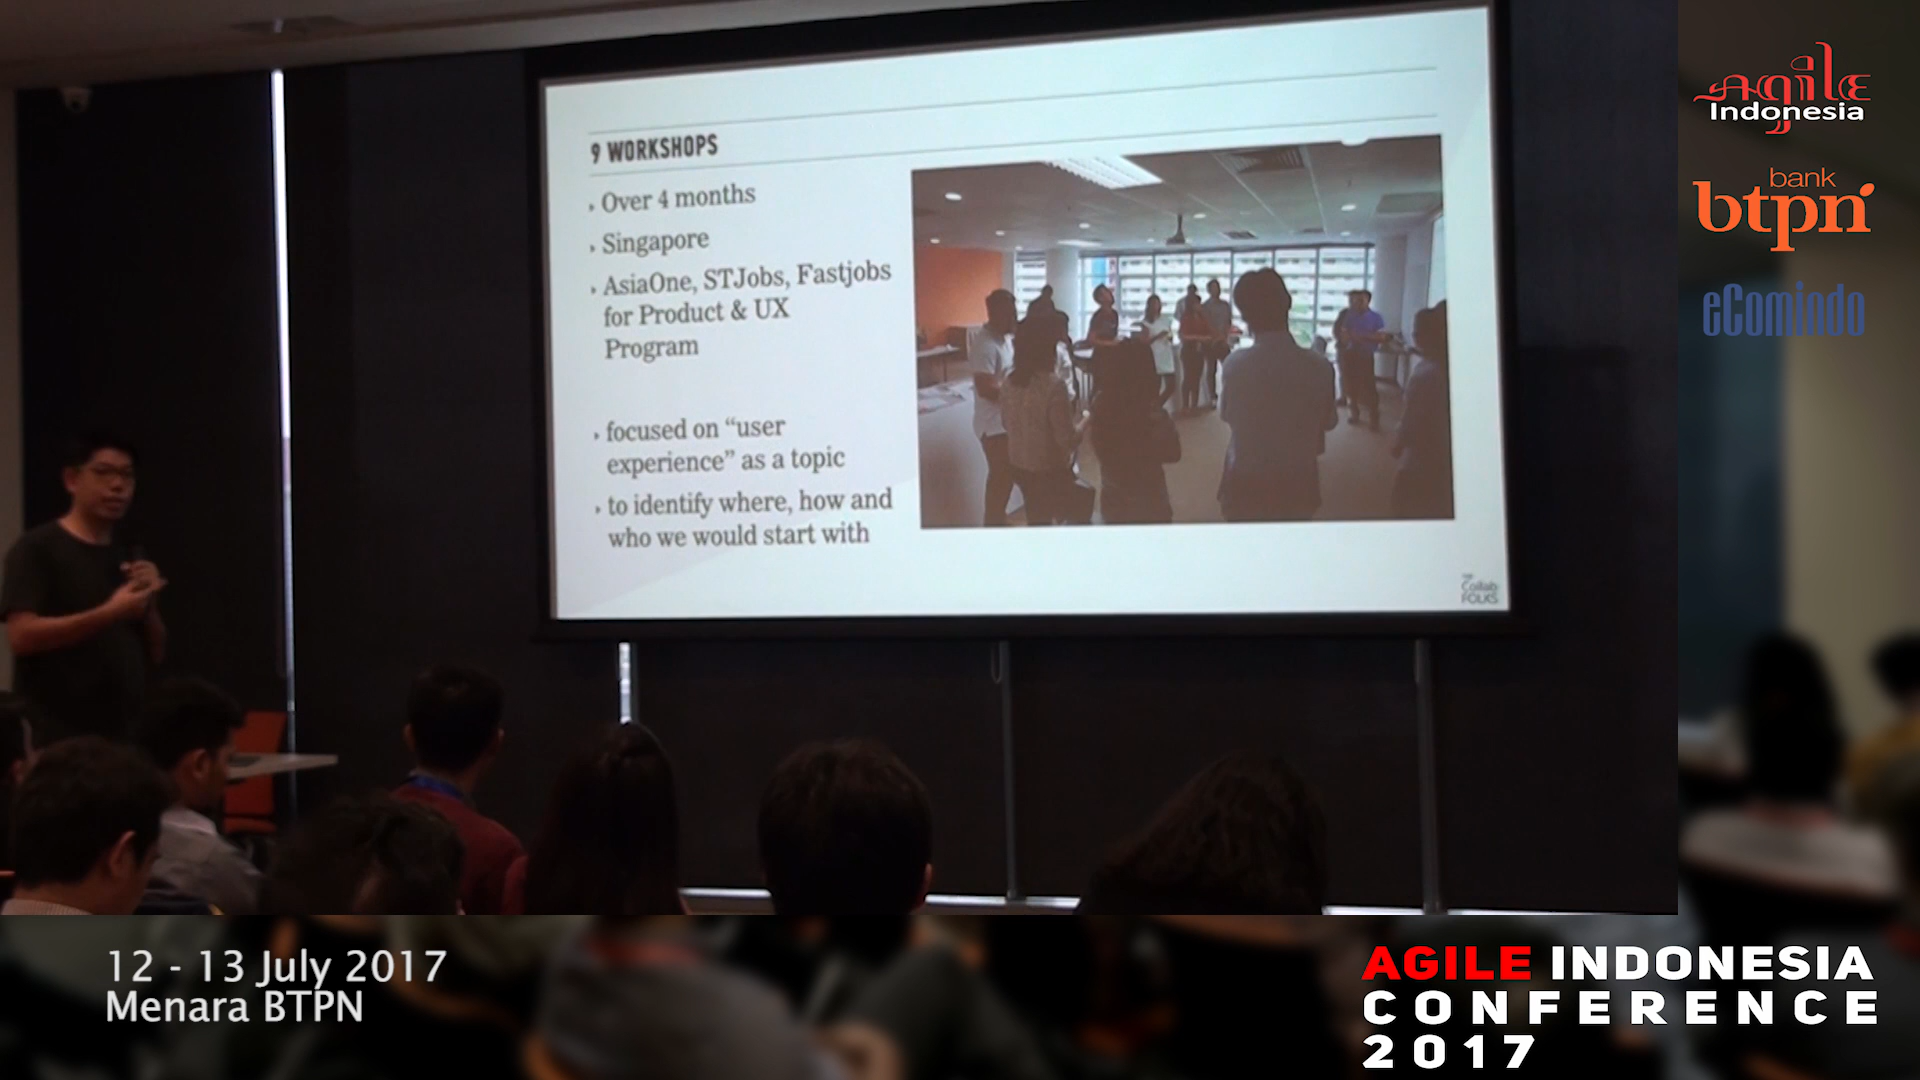 9 WORKSHOPS
Over 4 months
Singapore
AsiaOne, STJobs, Fastjobs
for Product & UX
Program
focused on “user
experience” as a topic
to identify where, how and
who we would start with
THE
Collab
FOLKS
Agile
Indonesia
bank
btpn
eComindo
12 - 13 July 2017
Menara BTPN
AGILE INDONESIA
CONFERENCE
2017